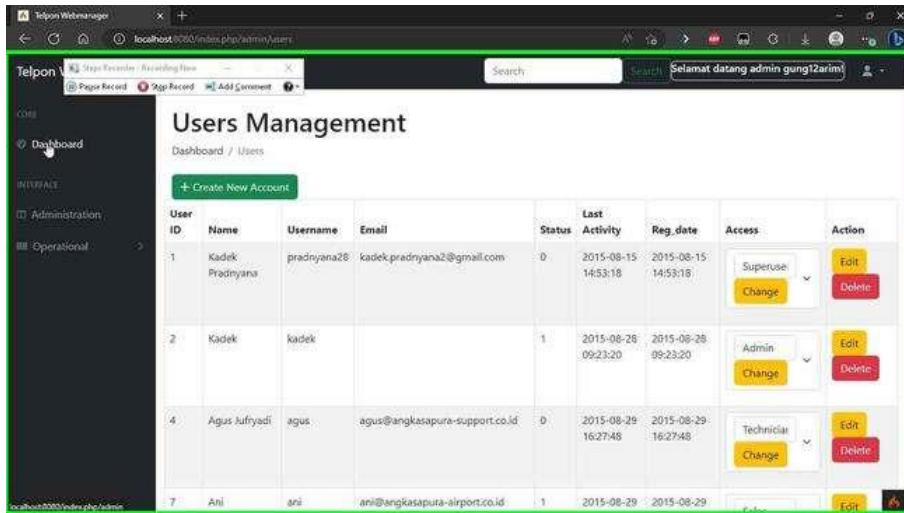 Telpon Webmanager
localhost:8080/index.php/admin/users
Telpon
Steps Recorder - Recording Now
Pause Record Stop Record Add Comment
Search
Search
Selamat datang admin gung12arim!
CORE
Dashboard
INTERFACE
Administration
Operational
Users Management
Dashboard / Users
+ Create New Account
User ID Name Username Email Status Last Activity Reg_date Access Action
1 Kadek Pradnyana pradnyana28 kadek.pradnyana2@gmail.com 0 2015-08-15 14:53:18 2015-08-15 14:53:18 Superuse Change Edit Delete
2 Kadek kadek 1 2015-08-28 09:23:20 2015-08-28 09:23:20 Admin Change Edit Delete
4 Agus Jufryadi agus agus@angkasapura-support.co.id 0 2015-08-29 16:27:48 2015-08-29 16:27:48 Technician Change Edit Delete
7 Ani ani ani@angkasapura-airport.co.id 1 2015-08-29 2015-08-29 Edit
localhost:8080/index.php/admin